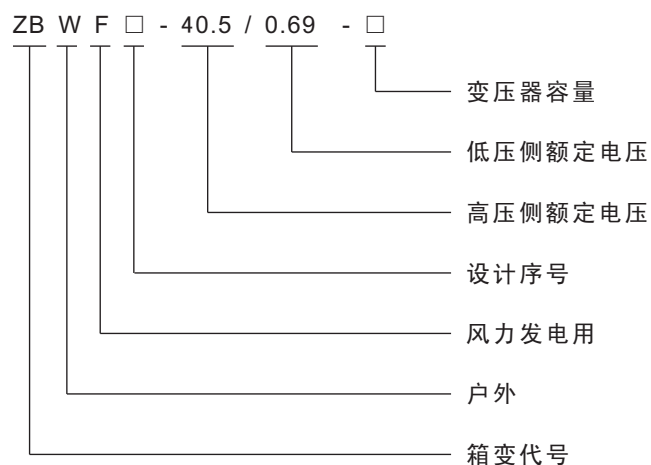 ZB W F □ - 40.5 / 0.69 - □
变压器容量
低压侧额定电压
高压侧额定电压
设计序号
风力发电用
户外
箱变代号